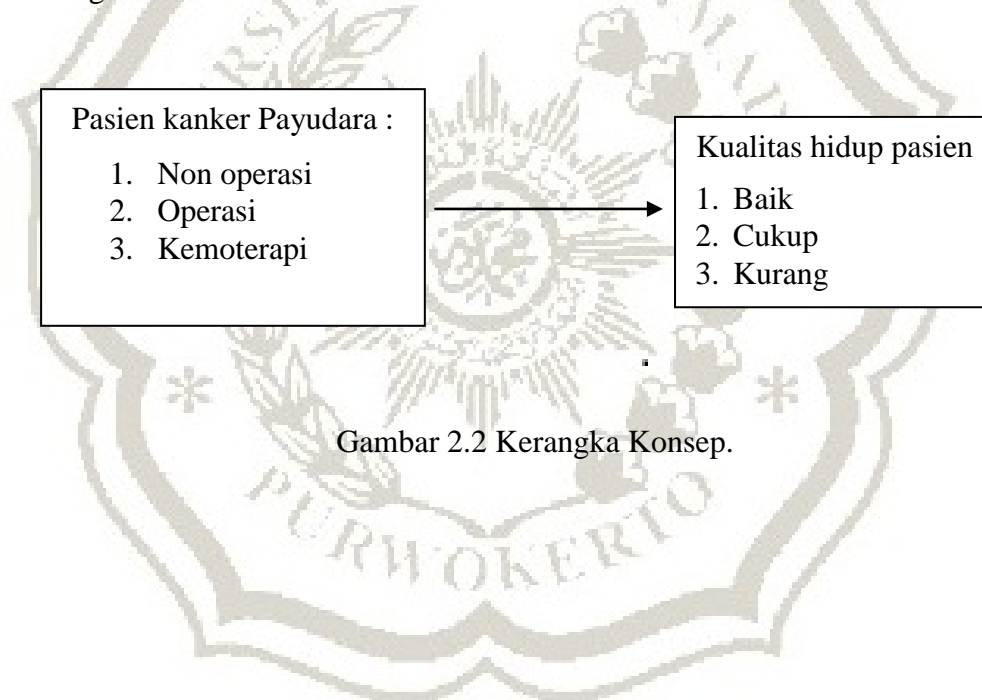 Pasien kanker Payudara :
1. Non operasi
2. Operasi
3. Kemoterapi
Kualitas hidup pasien
1. Baik
2. Cukup
3. Kurang
Gambar 2.2 Kerangka Konsep.
PURWOKERTO